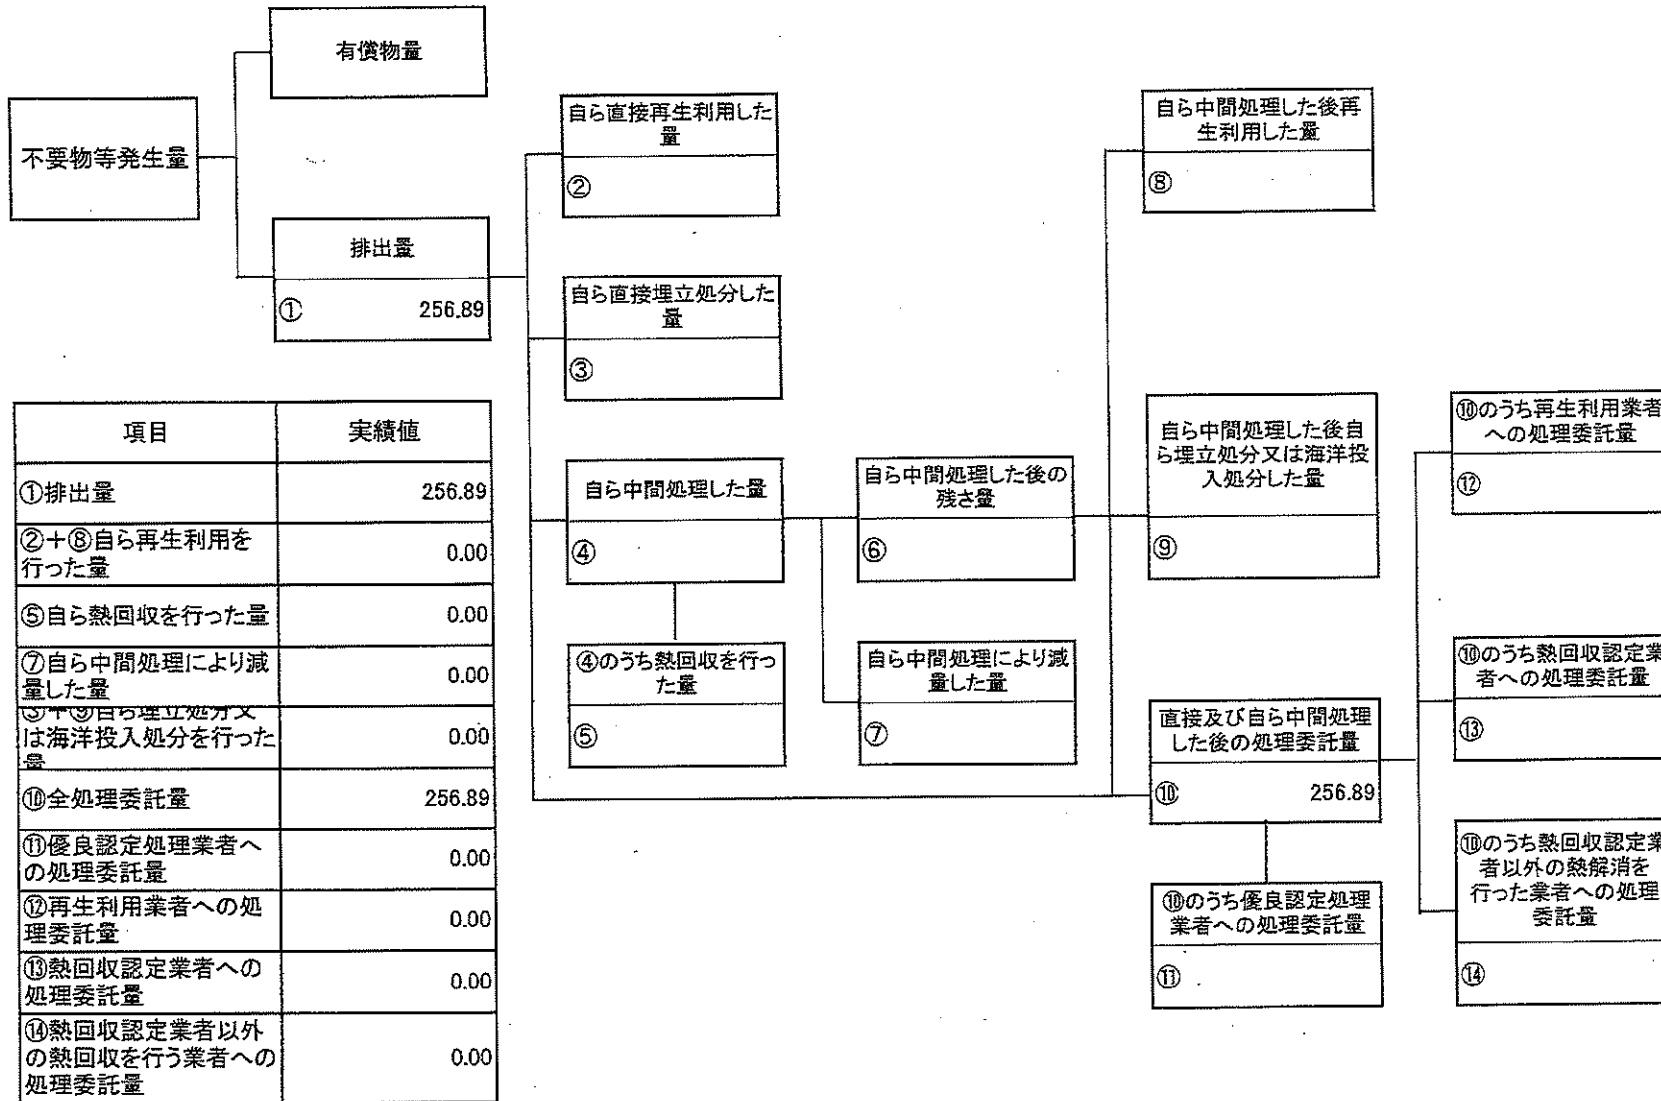 有償物量
不要物等発生量
排出量
① 256.89
自ら直接再生利用した
量
②
自ら直接埋立処分した
量
③
自ら中間処理した量
④
④のうち熱回収を行っ
た量
⑤
自ら中間処理した後の
残さ量
⑥
自ら中間処理により減
量した量
⑦
自ら中間処理した後再
生利用した量
⑧
自ら中間処理した後自
ら埋立処分又は海洋投
入処分した量
⑨
直接及び自ら中間処理
した後の処理委託量
⑩ 256.89
⑩のうち優良認定処理
業者への処理委託量
⑪
⑩のうち再生利用業者
への処理委託量
⑫
⑩のうち熱回収認定業
者への処理委託量
⑬
⑩のうち熱回収認定業
者以外の熱解消を
行った業者への処理
委託量
⑭
項目 実績値
①排出量 256.89
②+⑧自ら再生利用を
行った量 0.00
⑤自ら熱回収を行った量 0.00
⑦自ら中間処理により減
量した量 0.00
③+⑨自ら埋立処分又
は海洋投入処分を行った
量 0.00
⑩全処理委託量 256.89
⑪優良認定処理業者へ
の処理委託量 0.00
⑫再生利用業者への処
理委託量 0.00
⑬熱回収認定業者への
処理委託量 0.00
⑭熱回収認定業者以外
の熱回収を行う業者への
処理委託量 0.00